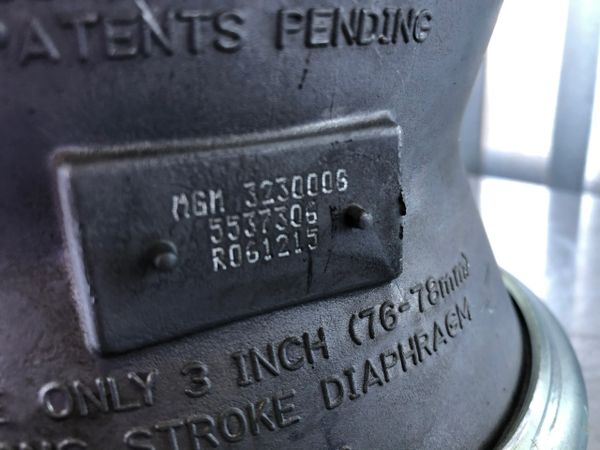 PATENTS PENDING
MGM 3230006
5537306
R061215
ONLY 3 INCH (76-78mm)
STROKE DIAPHRAGM